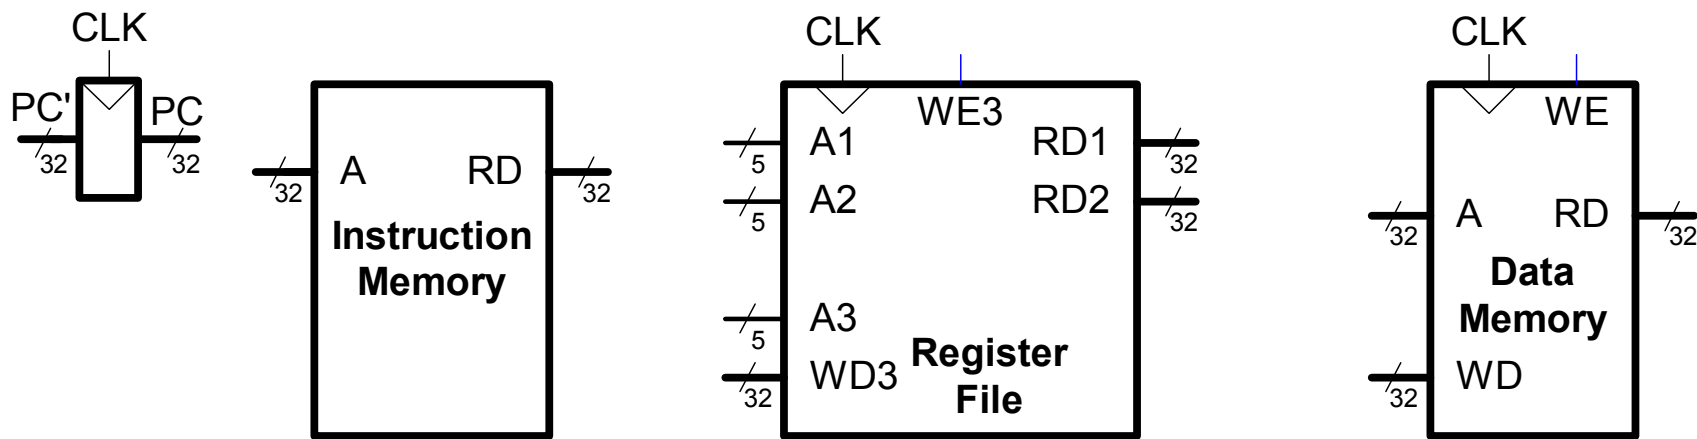 CLK
PC'
PC
32
32
A
RD
32
32
Instruction
Memory
CLK
WE3
A1
RD1
5
32
A2
RD2
5
32
A3
5
WD3
32
Register
File
CLK
WE
A
RD
32
32
Data
Memory
WD
32